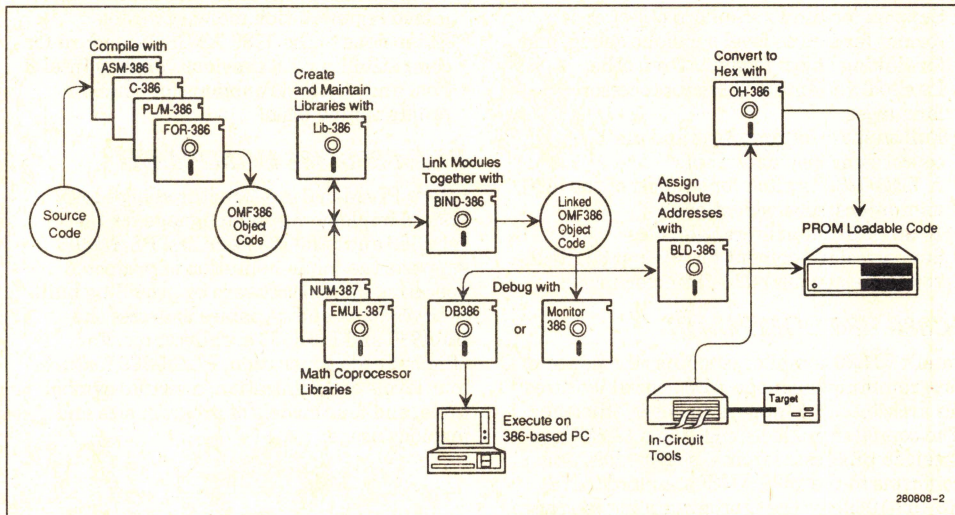 Compile with
ASM-386
C-386
PL/M-386
FOR-386
Source
Code
OMF386
Object
Code
Create
and Maintain
Libraries with
Lib-386
NUM-387
EMUL-387
Math Coprocessor
Libraries
Link Modules
Together with
BIND-386
Linked
OMF386
Object
Code
Debug with
DB386
or
Monitor
386
Execute on
386-based PC
Assign
Absolute
Addresses
with
BLD-386
Convert to
Hex with
OH-386
PROM Loadable Code
In-Circuit
Tools
Target
280808-2